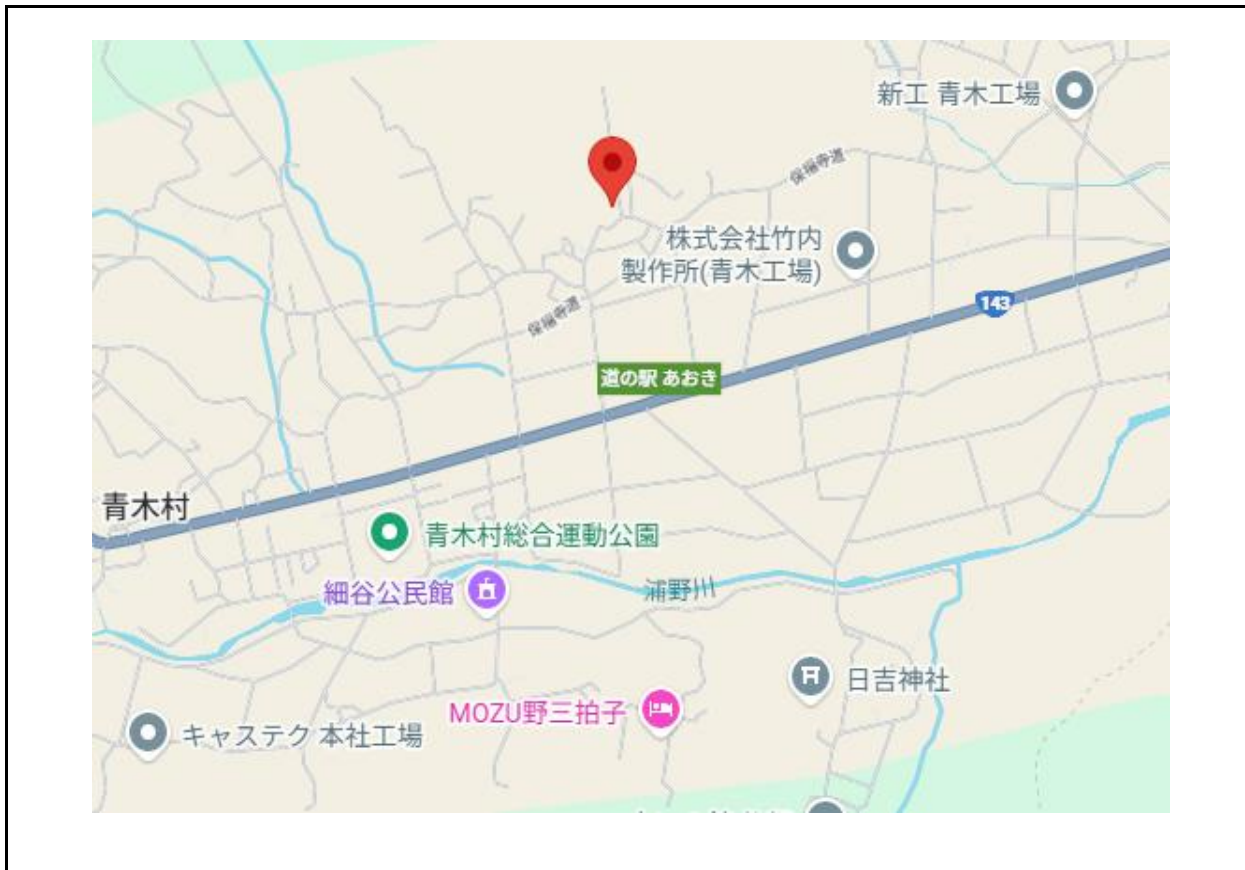 新工 青木工場
保福寺道
株式会社竹内
製作所(青木工場)
143
保福寺道
道の駅 あおき
青木村
青木村総合運動公園
細谷公民館
浦野川
日吉神社
MOZU野三拍子
キャステク 本社工場